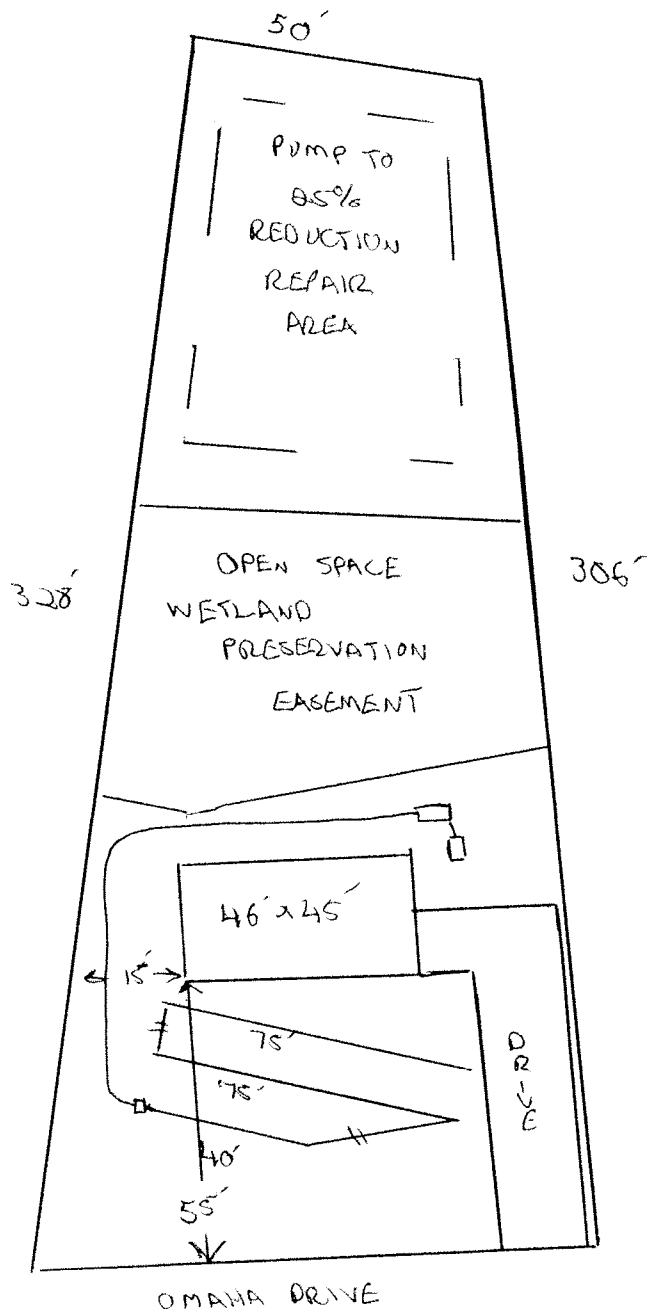 50'
PUMP TO
25%
REDUCTION
REPAIR
AREA
328'
306'
OPEN SPACE
WETLAND
PRESERVATION
EASEMENT
46' x 45'
15'
75'
75'
DRIVE
40'
55'
OMAHA DRIVE